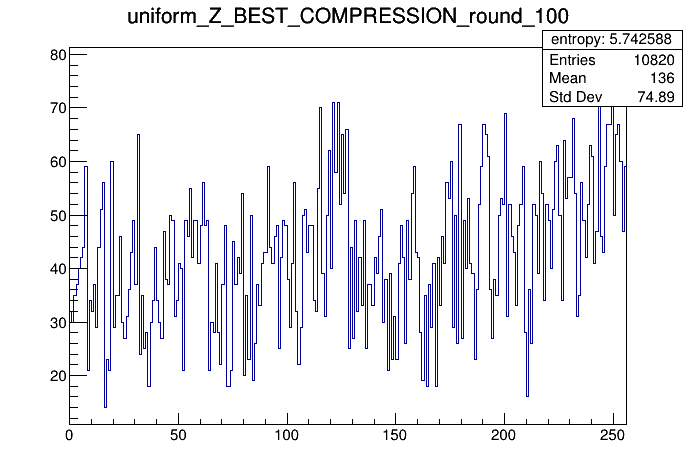 uniform_Z_BEST_COMPRESSION_round_100
entropy: 5.742588
Entries 10820
Mean 136
Std Dev 74.89
80
70
60
50
40
30
20
0 50 100 150 200 250